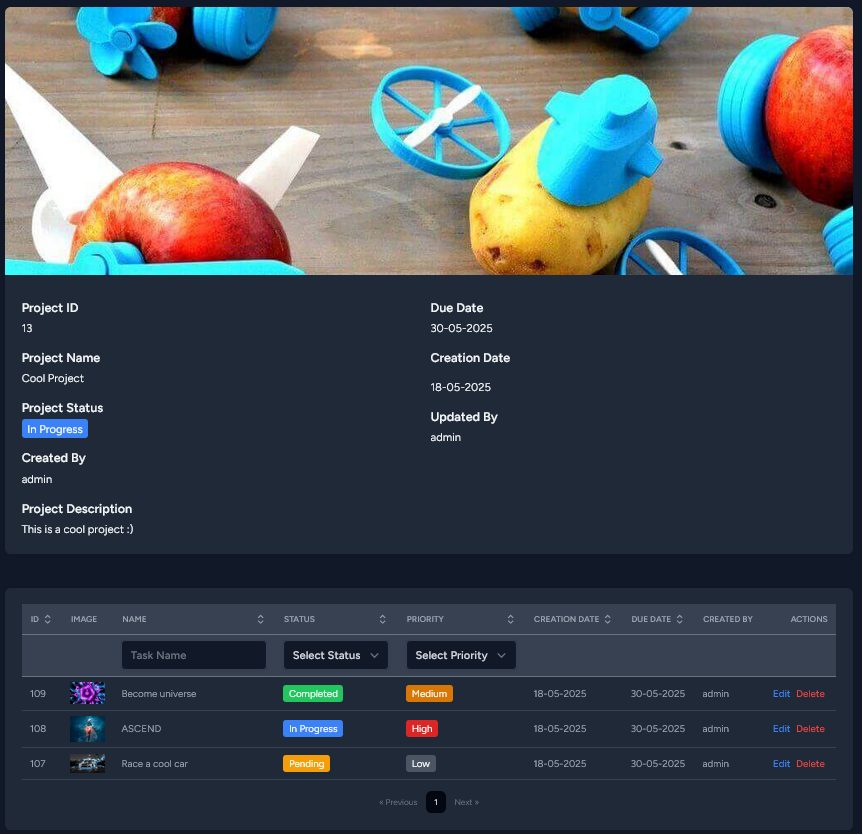 Project ID
13
Project Name
Cool Project
Project Status
In Progress
Created By
admin
Project Description
This is a cool project :)
Due Date
30-05-2025
Creation Date
18-05-2025
Updated By
admin
ID IMAGE NAME STATUS PRIORITY CREATION DATE DUE DATE CREATED BY ACTIONS
Task Name Select Status Select Priority
109 Become universe Completed Medium 18-05-2025 30-05-2025 admin Edit Delete
108 ASCEND In Progress High 18-05-2025 30-05-2025 admin Edit Delete
107 Race a cool car Pending Low 18-05-2025 30-05-2025 admin Edit Delete
« Previous 1 Next »